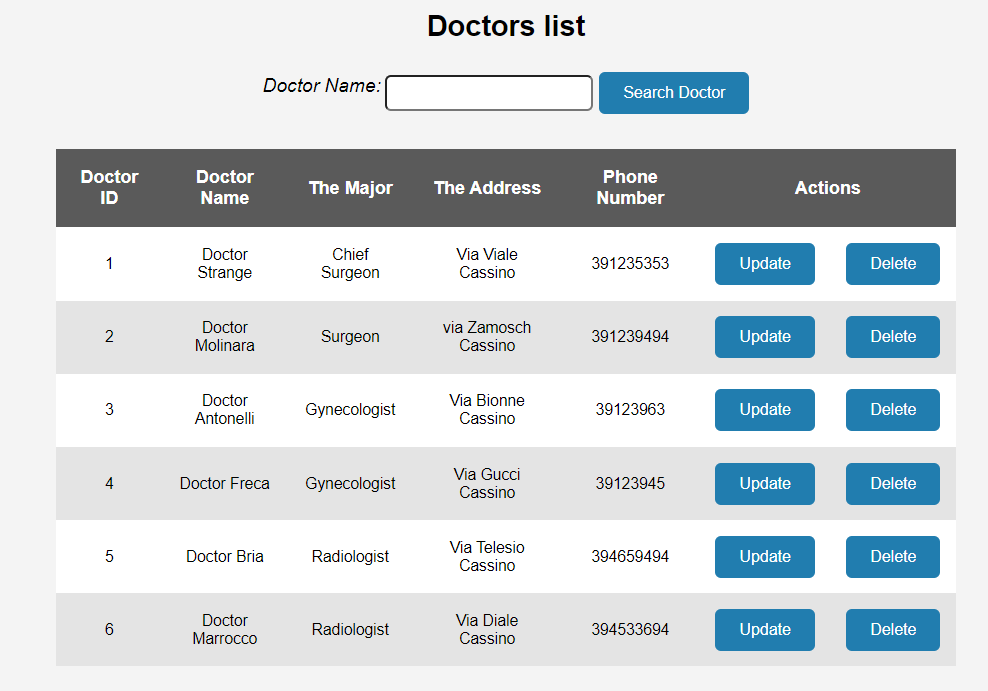 Doctors list
Doctor Name:
Search Doctor
Doctor ID
Doctor Name
The Major
The Address
Phone Number
Actions
1
Doctor
Strange
Chief
Surgeon
Via Viale
Cassino
391235353
Update
Delete
2
Doctor
Molinara
Surgeon
via Zamosch
Cassino
391239494
Update
Delete
3
Doctor
Antonelli
Gynecologist
Via Bionne
Cassino
39123963
Update
Delete
4
Doctor Freca
Gynecologist
Via Gucci
Cassino
39123945
Update
Delete
5
Doctor Bria
Radiologist
Via Telesio
Cassino
394659494
Update
Delete
6
Doctor
Marrocco
Radiologist
Via Diale
Cassino
394533694
Update
Delete